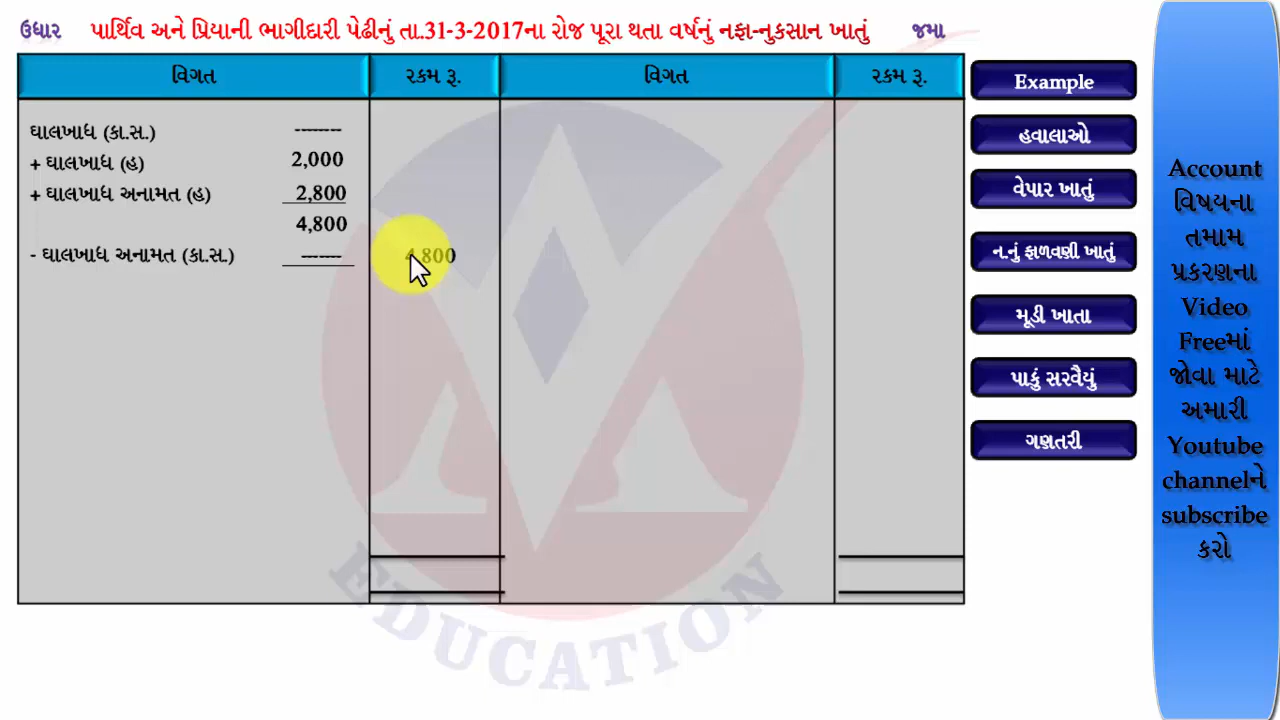 ઉધાર પાર્થિવ અને પ્રિયાની ભાગીદારી પેઢીનું તા.31-3-2017ના રોજ પૂરા થતા વર્ષનું નફા-નુકસાન ખાતું જમા
વિગત રકમ રૂ. વિગત રકમ રૂ.
ઘાલખાધ (કા.સ.) --------
+ ઘાલખાધ (હ) 2,000
+ ઘાલખાધ અનામત (હ) 2,800
4,800
- ઘાલખાધ અનામત (કા.સ.) ------- 4,800
EDUCATION
Example
હવાલાઓ
વેપાર ખાતું
ન.નું ફાળવણી ખાતું
મૂડી ખાતા
પાકું સરવૈયું
ગણતરી
Account
વિષયના
તમામ
પ્રકરણના
Video
Freeમાં
જોવા માટે
અમારી
Youtube
channelને
subscribe
કરો